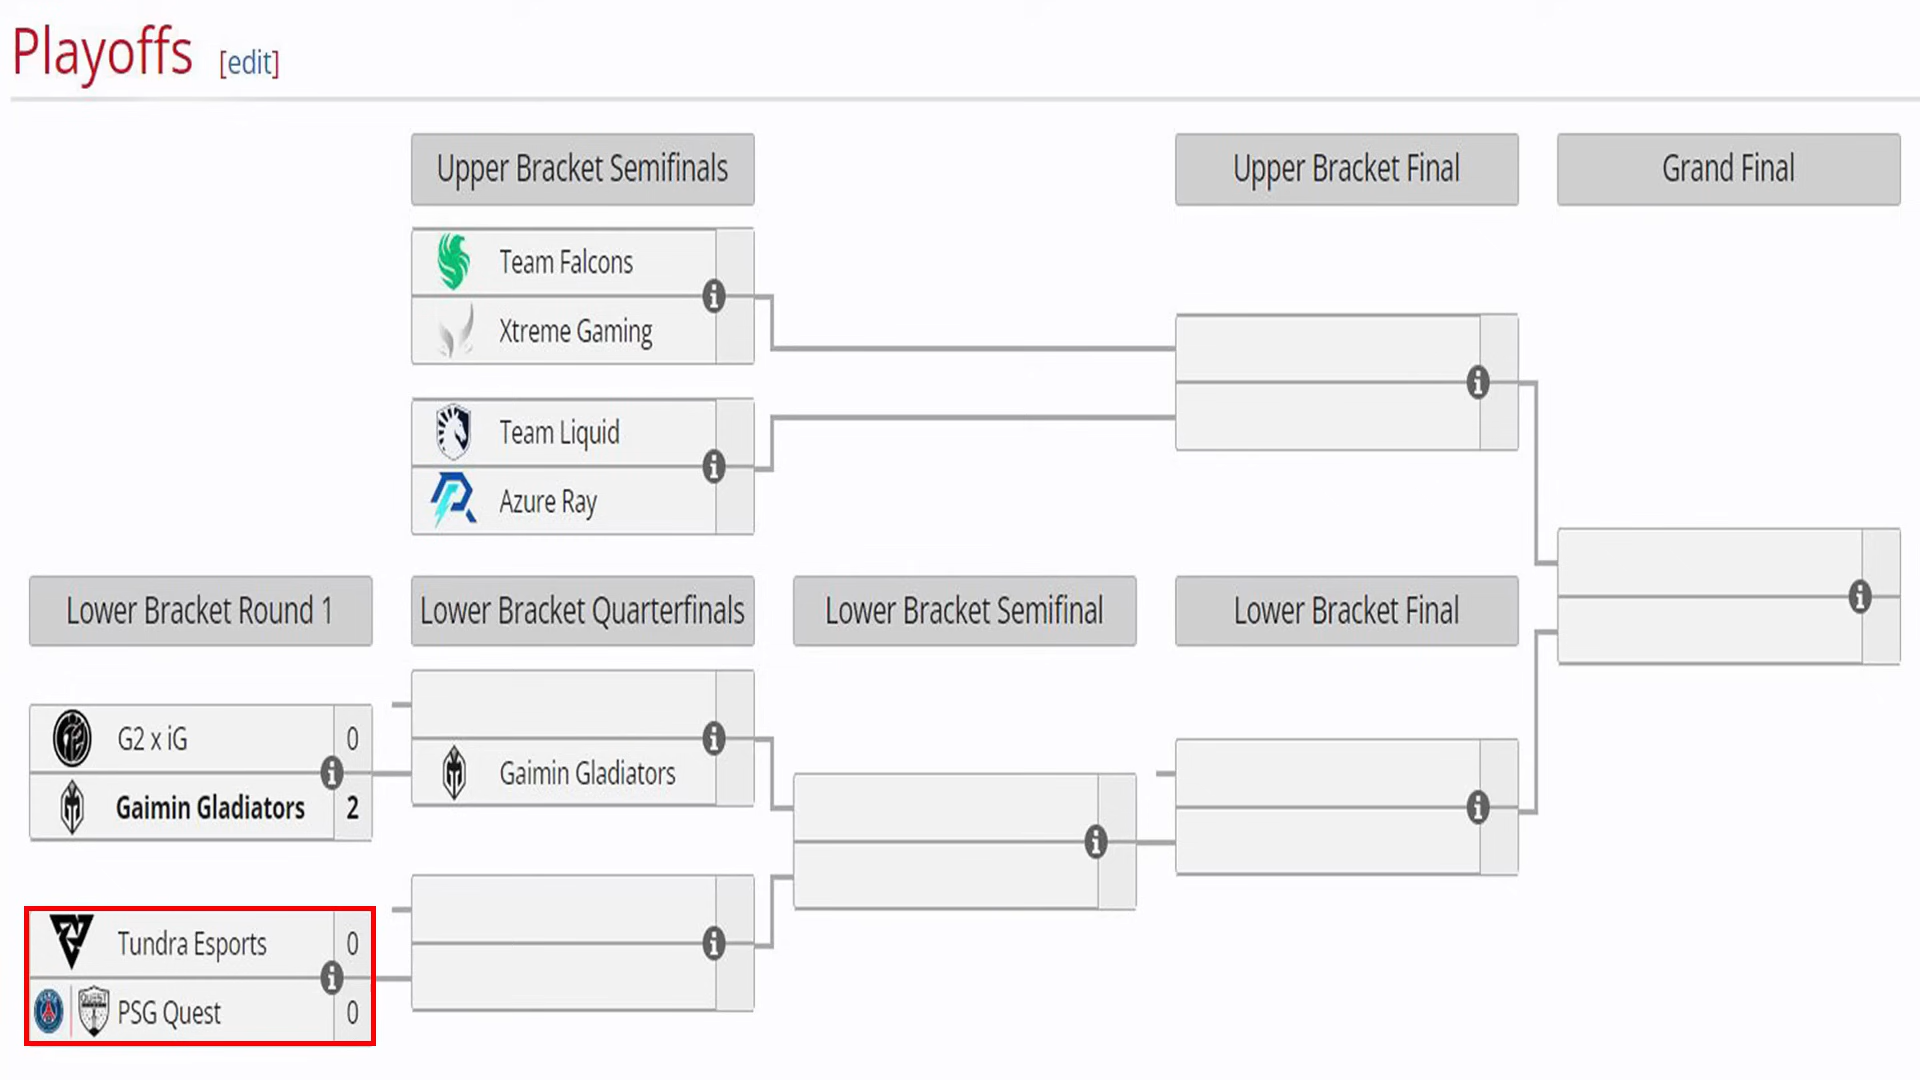 Playoffs [edit]
Upper Bracket Semifinals
Upper Bracket Final
Grand Final
Team Falcons
Xtreme Gaming
Team Liquid
Azure Ray
Lower Bracket Round 1
Lower Bracket Quarterfinals
Lower Bracket Semifinal
Lower Bracket Final
G2 x iG 0
Gaimin Gladiators 2
Gaimin Gladiators
Tundra Esports 0
PSG Quest 0